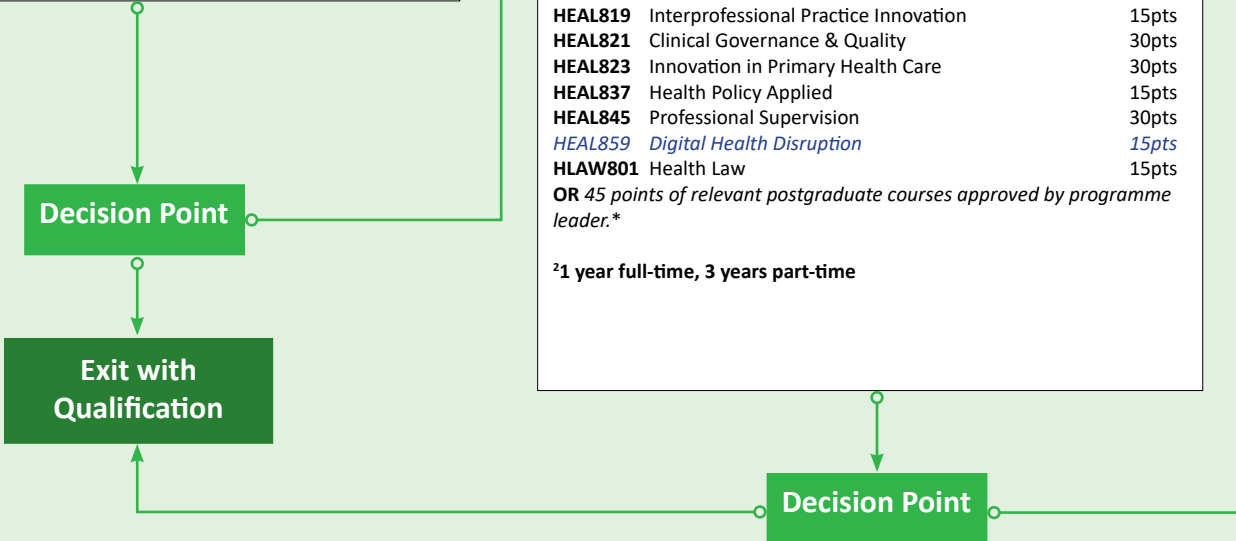 HEAL819 Interprofessional Practice Innovation 15pts
HEAL821 Clinical Governance & Quality 30pts
HEAL823 Innovation in Primary Health Care 30pts
HEAL837 Health Policy Applied 15pts
HEAL845 Professional Supervision 30pts
HEAL859 Digital Health Disruption 15pts
HLAW801 Health Law 15pts
OR 45 points of relevant postgraduate courses approved by programme
leader.*
²1 year full-time, 3 years part-time
Decision Point
Exit with
Qualification
Decision Point